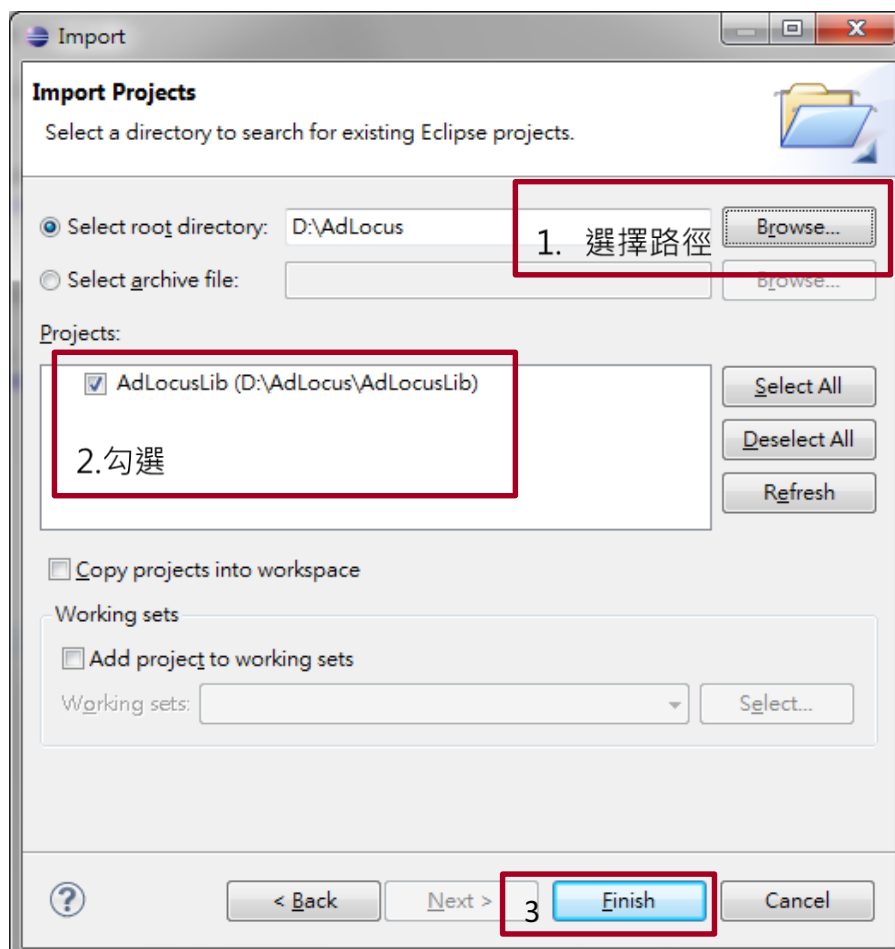 Import
Import Projects
Select a directory to search for existing Eclipse projects.
Select root directory: D:\AdLocus 1. 選擇路徑 Browse...
Select archive file: Browse...
Projects:
AdLocusLib (D:\AdLocus\AdLocusLib) Select All
2.勾選 Deselect All
Refresh
Copy projects into workspace
Working sets
Add project to working sets
Working sets: Select...
? < Back Next > 3 Finish Cancel